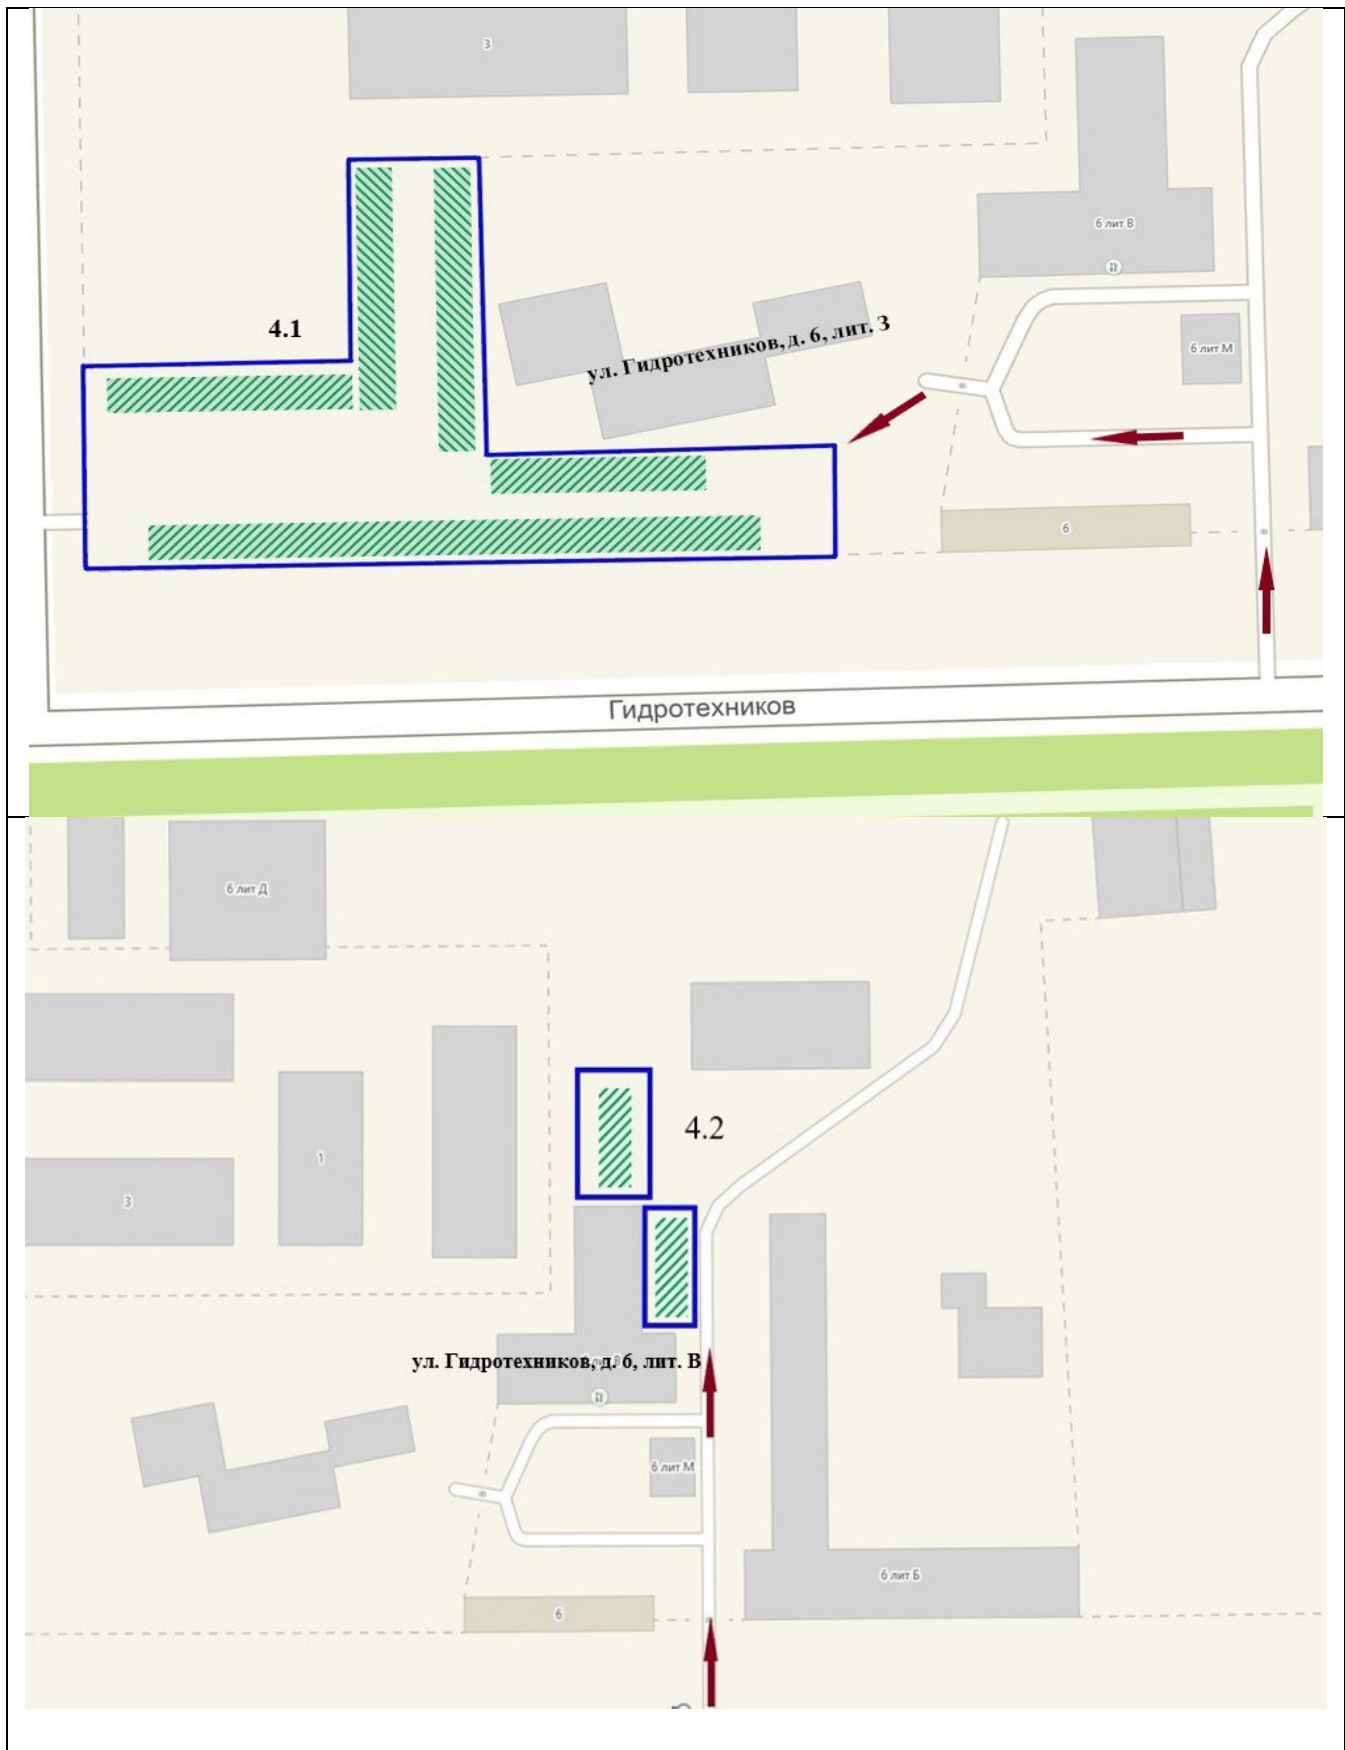 3
6 лит В
4.1
ул. Гидротехников, д. 6, лит. З
6 лит М
6
Гидротехников
6 лит Д
4.2
1
3
ул. Гидротехников, д. 6, лит. В
6 лит М
6 лит Б
6